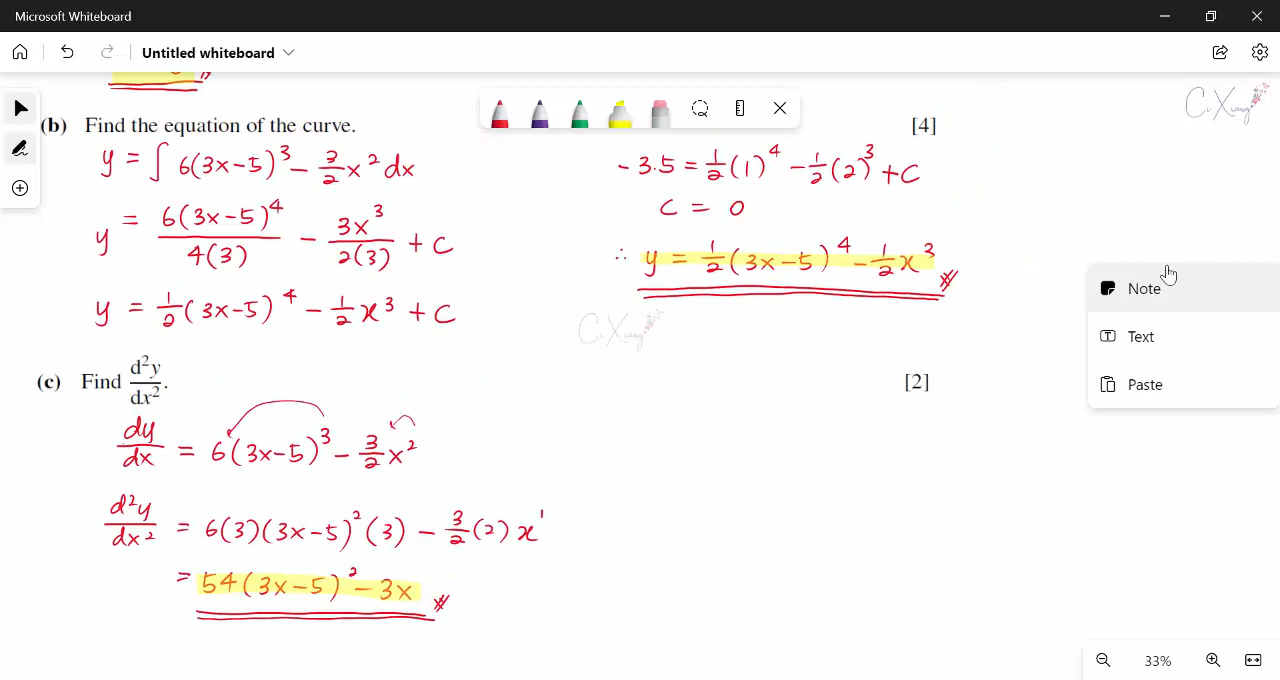 Microsoft Whiteboard
Untitled whiteboard
Ci Xiang
(b) Find the equation of the curve. [4]
y = ∫ 6(3x-5)³ - 3/2 x² dx
y = 6(3x-5)⁴/4(3) - 3x³/2(3) + C
y = 1/2 (3x-5)⁴ - 1/2 x³ + C
-3.5 = 1/2 (1)⁴ - 1/2 (2)³ + C
C = 0
∴ y = 1/2 (3x-5)⁴ - 1/2 x³
Ci Xiang
(c) Find d²y/dx². [2]
dy/dx = 6(3x-5)³ - 3/2 x²
d²y/dx² = 6(3)(3x-5)²(3) - 3/2 (2) x¹
= 54(3x-5)² - 3x
Note
Text
Paste
33%